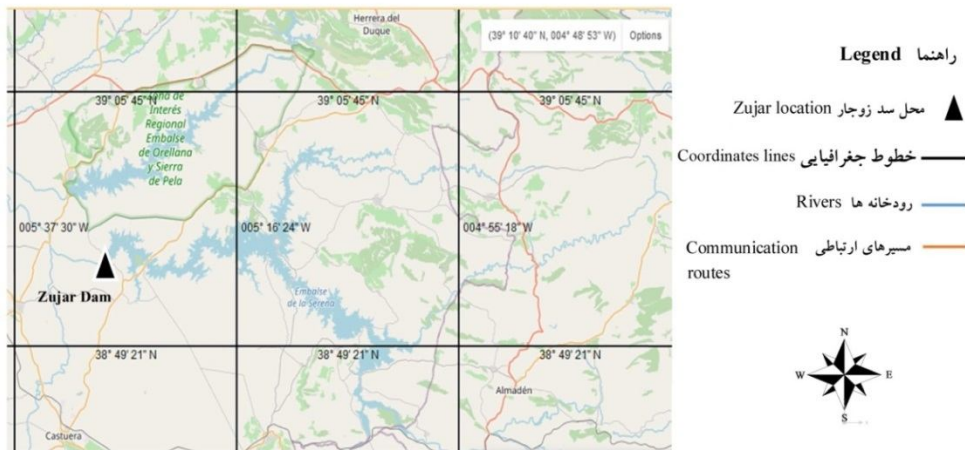 Herrera del
Duque
(39° 10' 40" N, 004° 48' 53" W) Options
39° 05' 45" N
39° 05' 45" N
39° 05' 45" N
Zona de
Interés
Regional
Embalse
de Orellana
y Sierra
de Pela
005° 37' 30" W
005° 16' 24" W
004° 55' 18" W
Zujar Dam
Embalse
de la Serena
38° 49' 21" N
38° 49' 21" N
38° 49' 21" N
Almadén
Castuera
راهنما Legend
محل سد زوجار Zujar location
خطوط جغرافیایی Coordinates lines
رودخانه ها Rivers
مسیرهای ارتباطی Communication
routes
N
W E
S